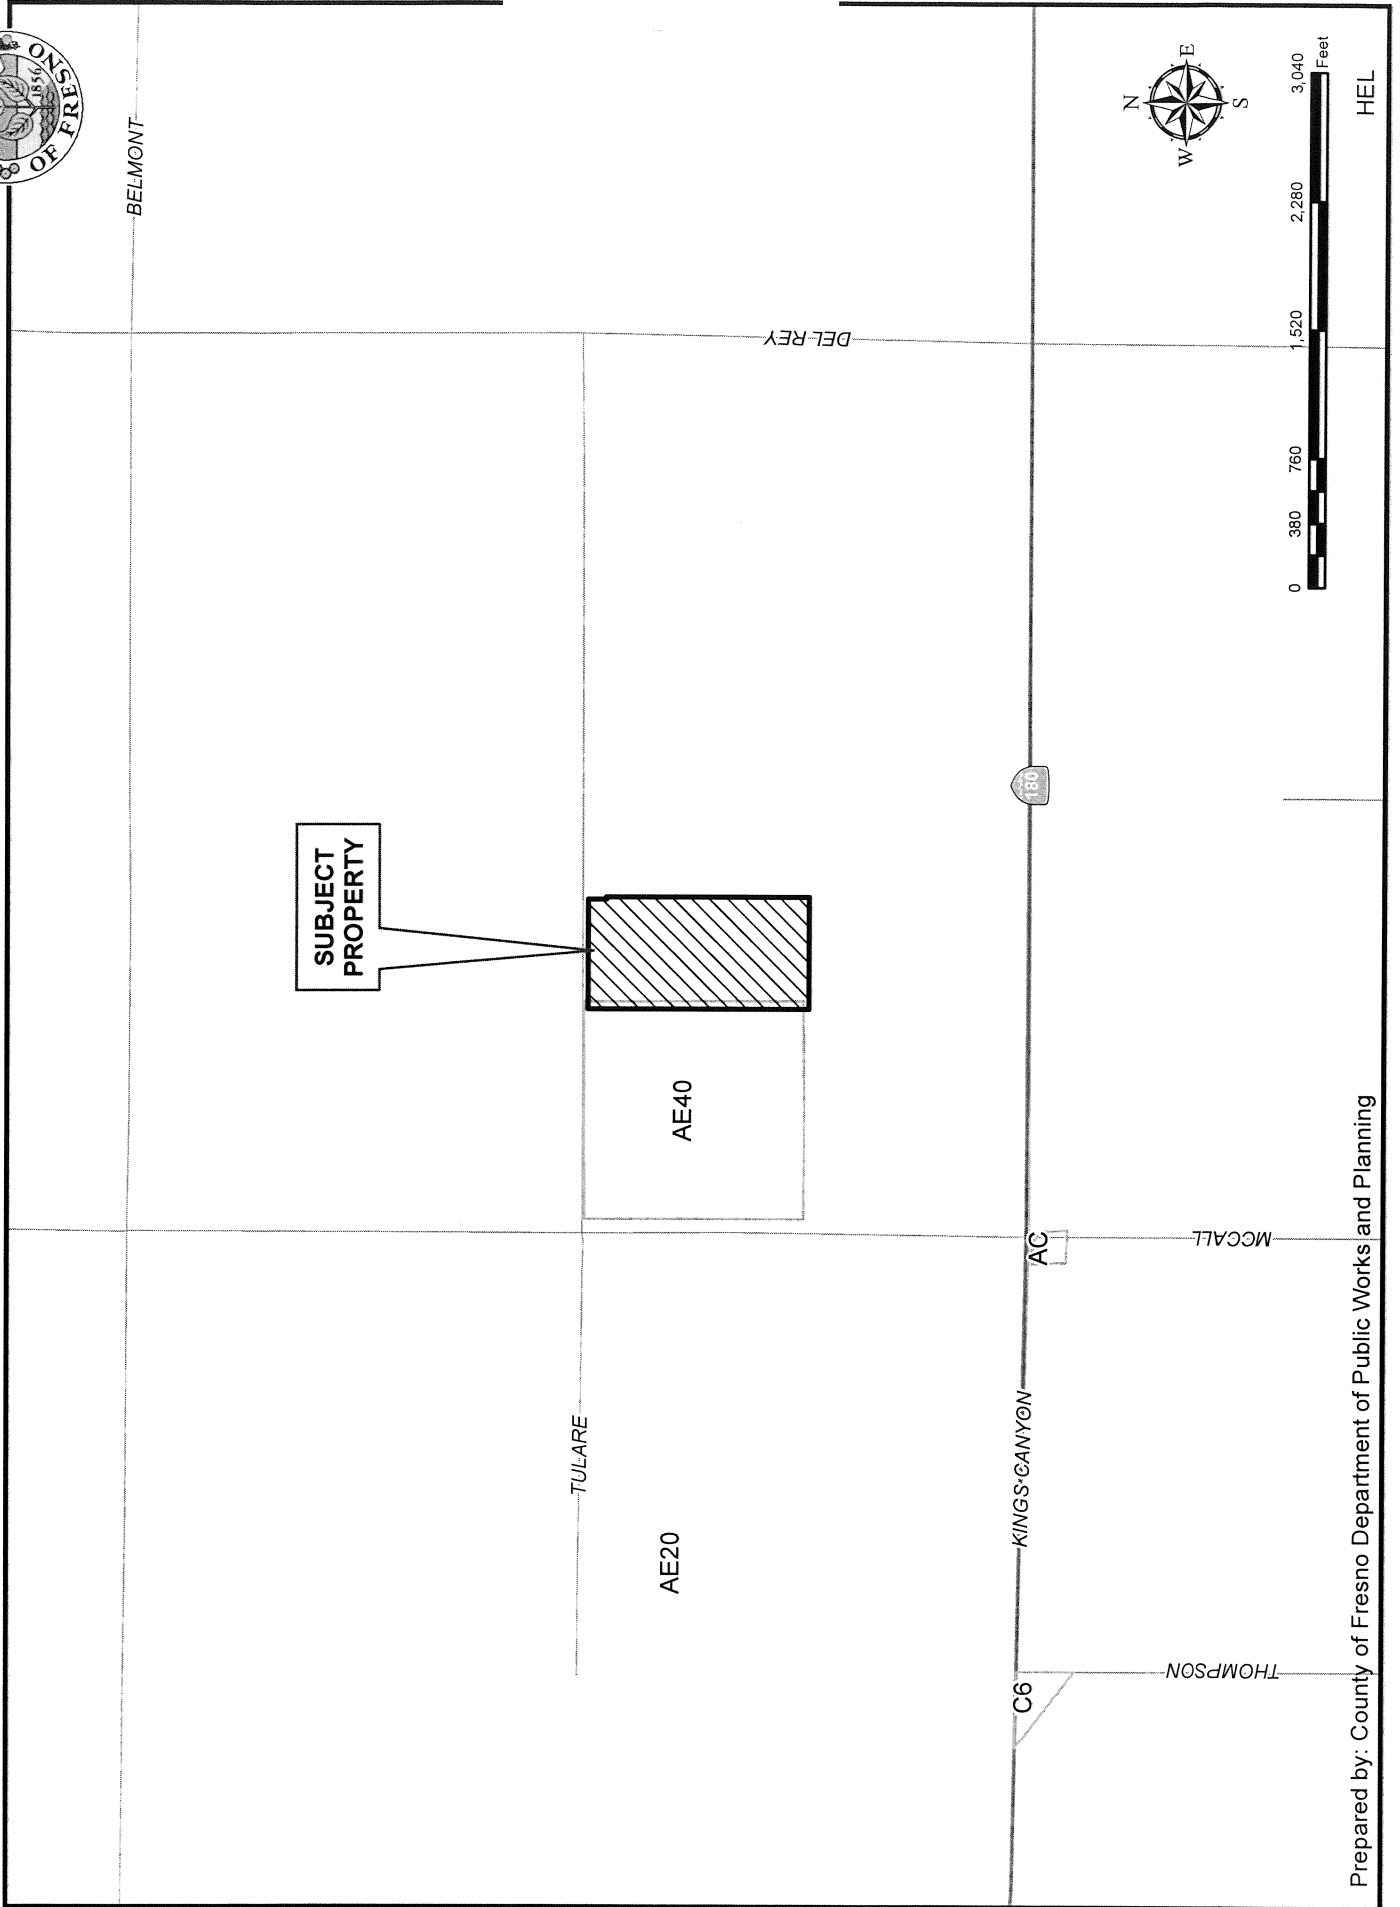 OF FRESNO
1856
BELMONT
DEL REY
SUBJECT
PROPERTY
TULARE
AE40
AE20
180
KINGS CANYON
AC
C6
MCCALL
THOMPSON
N
W
E
S
0 380 760 1,520 2,280 3,040
Feet
HEL
Prepared by: County of Fresno Department of Public Works and Planning